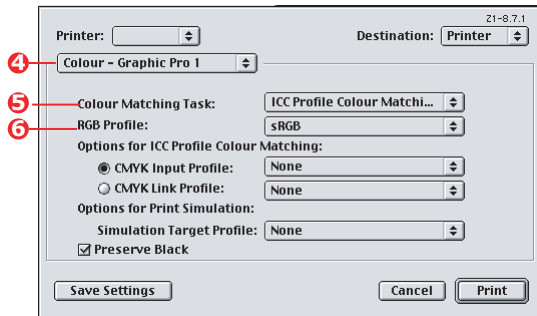 Z1-8.7.1
Printer: Destination: Printer
4 Colour - Graphic Pro 1
5 Colour Matching Task: ICC Profile Colour Matchi...
6 RGB Profile: sRGB
Options for ICC Profile Colour Matching:
CMYK Input Profile: None
CMYK Link Profile: None
Options for Print Simulation:
Simulation Target Profile: None
Preserve Black
Save Settings Cancel Print